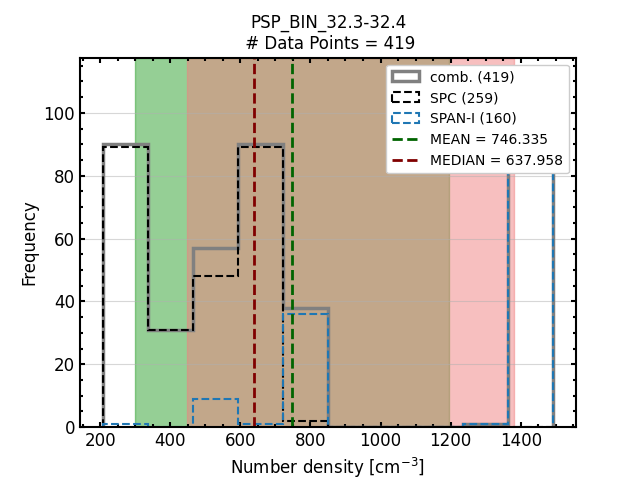 PSP_BIN_32.3-32.4
# Data Points = 419
comb. (419)
SPC (259)
SPAN-I (160)
MEAN = 746.335
MEDIAN = 637.958
Frequency
100
80
60
40
20
0
200 400 600 800 1000 1200 1400
Number density [cm⁻³]